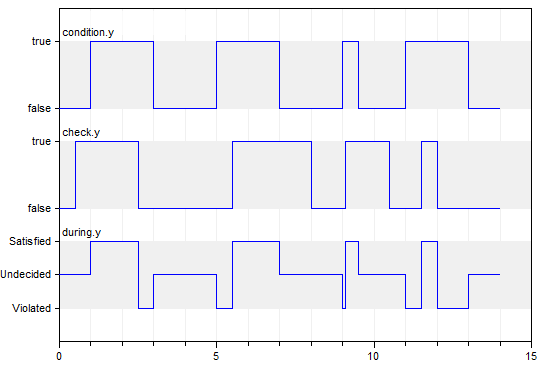 condition.y
true
false
check.y
true
false
during.y
Satisfied
Undecided
Violated
0 5 10 15